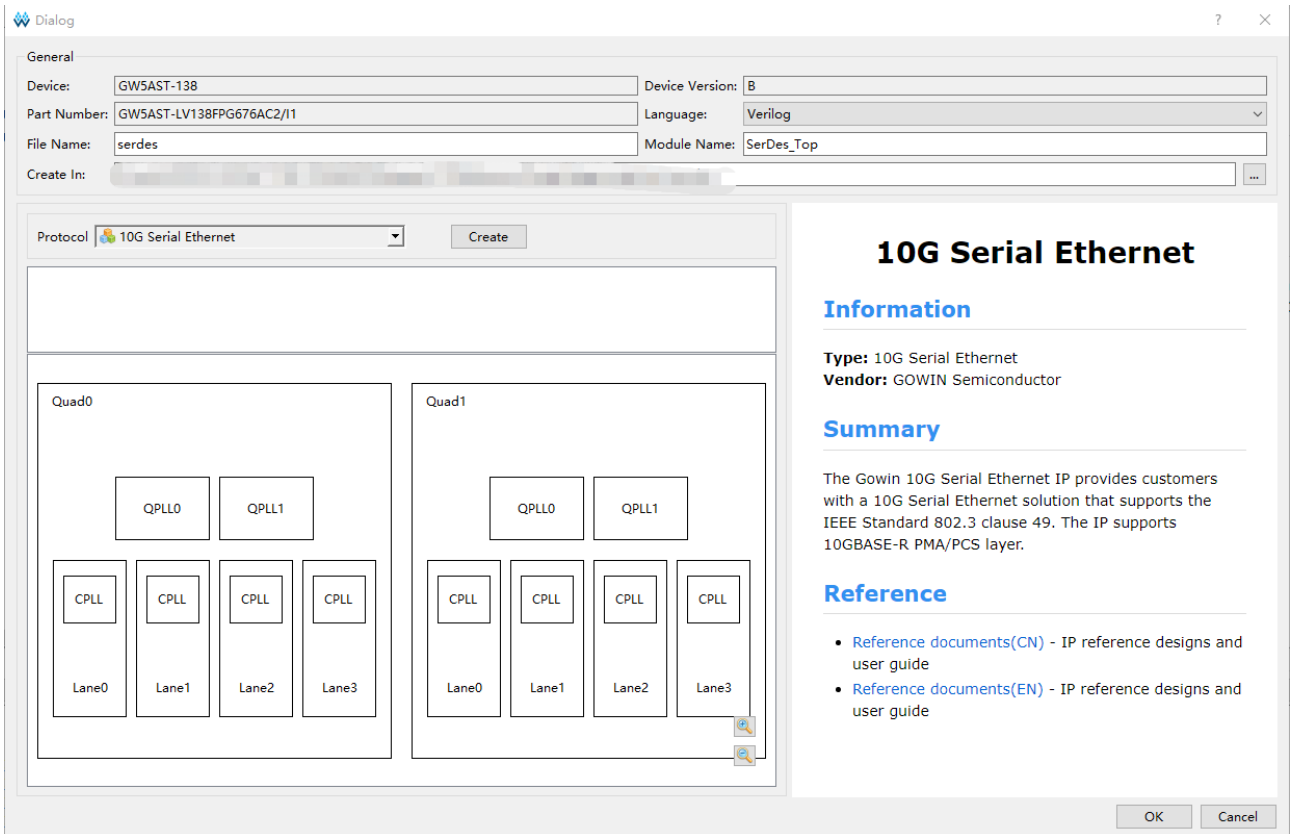 Dialog
General
Device: GW5AST-138 Device Version: B
Part Number: GW5AST-LV138FPG676AC2/I1 Language: Verilog
File Name: serdes Module Name: SerDes_Top
Create In: ...
Protocol 10G Serial Ethernet Create
Quad0
QPLL0 QPLL1
CPLL CPLL CPLL CPLL
Lane0 Lane1 Lane2 Lane3
Quad1
QPLL0 QPLL1
CPLL CPLL CPLL CPLL
Lane0 Lane1 Lane2 Lane3
10G Serial Ethernet
Information
Type: 10G Serial Ethernet
Vendor: GOWIN Semiconductor
Summary
The Gowin 10G Serial Ethernet IP provides customers
with a 10G Serial Ethernet solution that supports the
IEEE Standard 802.3 clause 49. The IP supports
10GBASE-R PMA/PCS layer.
Reference
• Reference documents(CN) - IP reference designs and
user guide
• Reference documents(EN) - IP reference designs and
user guide
OK Cancel